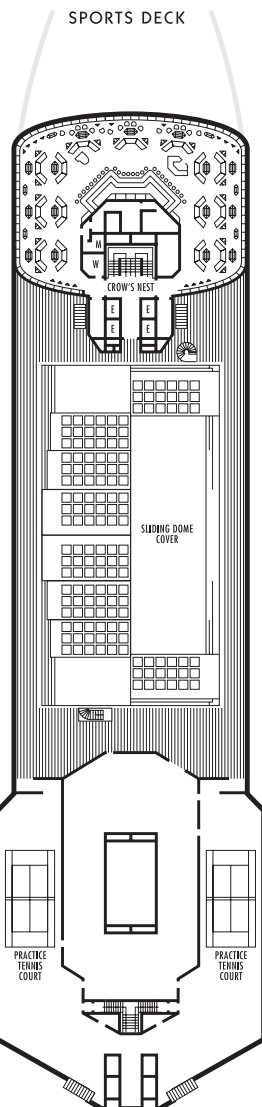 SPORTS DECK
M
W
CROW'S NEST
E
E
E
E
SLIDING DOME
COVER
PRACTICE
TENNIS
COURT
PRACTICE
TENNIS
COURT